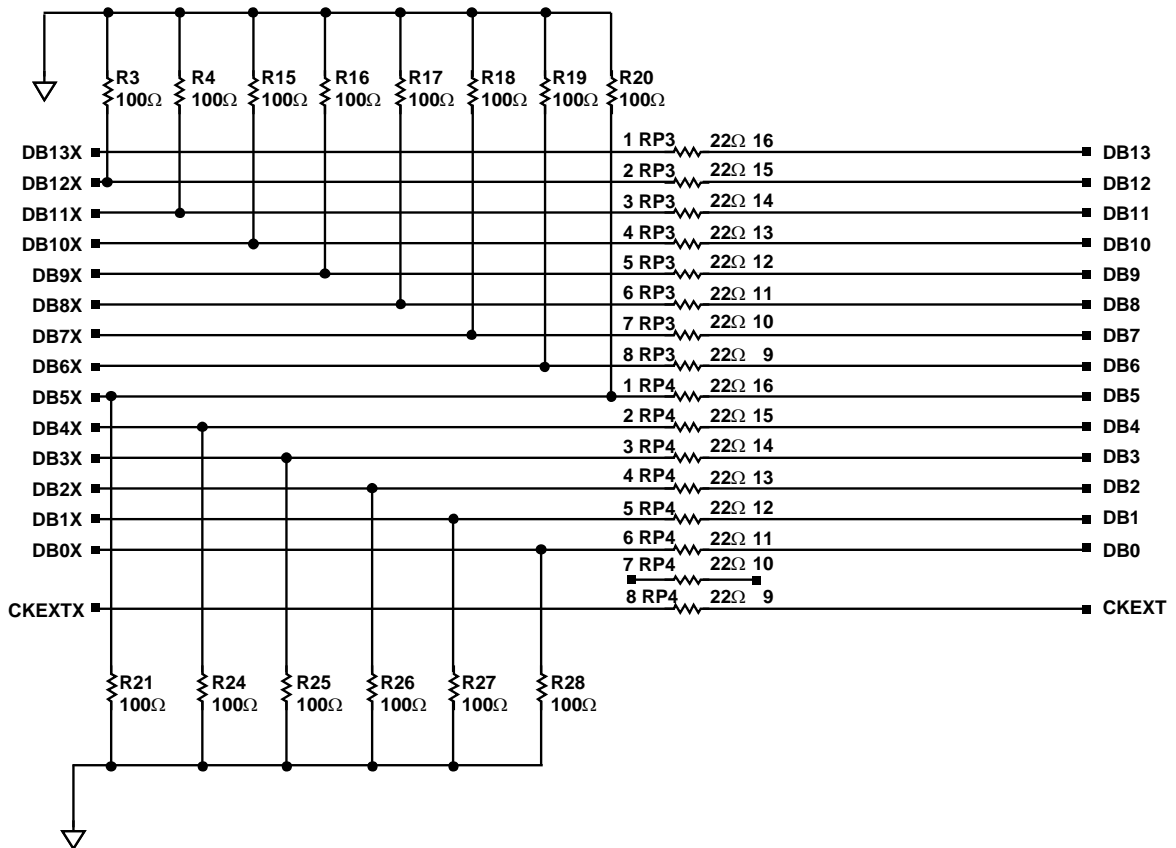 R3 R4 R15 R16 R17 R18 R19 R20
100Ω 100Ω 100Ω 100Ω 100Ω 100Ω 100Ω 100Ω
DB13X 1 RP3 22Ω 16 DB13
DB12X 2 RP3 22Ω 15 DB12
DB11X 3 RP3 22Ω 14 DB11
DB10X 4 RP3 22Ω 13 DB10
DB9X 5 RP3 22Ω 12 DB9
DB8X 6 RP3 22Ω 11 DB8
DB7X 7 RP3 22Ω 10 DB7
DB6X 8 RP3 22Ω 9 DB6
DB5X 1 RP4 22Ω 16 DB5
DB4X 2 RP4 22Ω 15 DB4
DB3X 3 RP4 22Ω 14 DB3
DB2X 4 RP4 22Ω 13 DB2
DB1X 5 RP4 22Ω 12 DB1
DB0X 6 RP4 22Ω 11 DB0
7 RP4 22Ω 10
CKEXTX 8 RP4 22Ω 9 CKEXT
R21 R24 R25 R26 R27 R28
100Ω 100Ω 100Ω 100Ω 100Ω 100Ω